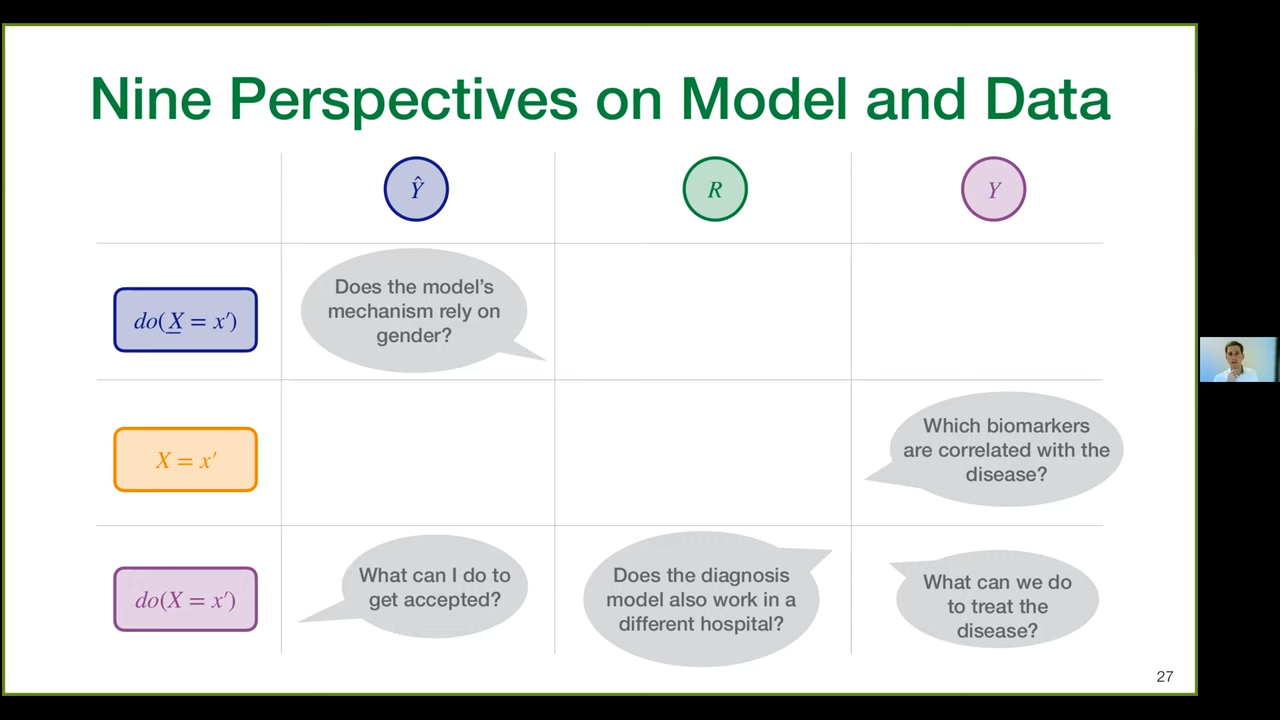 Nine Perspectives on Model and Data
Ŷ
R
Y
do(X̲ = x′)
Does the model’s
mechanism rely on
gender?
X = x′
Which biomarkers
are correlated with the
disease?
do(X = x′)
What can I do to
get accepted?
Does the diagnosis
model also work in a
different hospital?
What can we do
to treat the
disease?
27